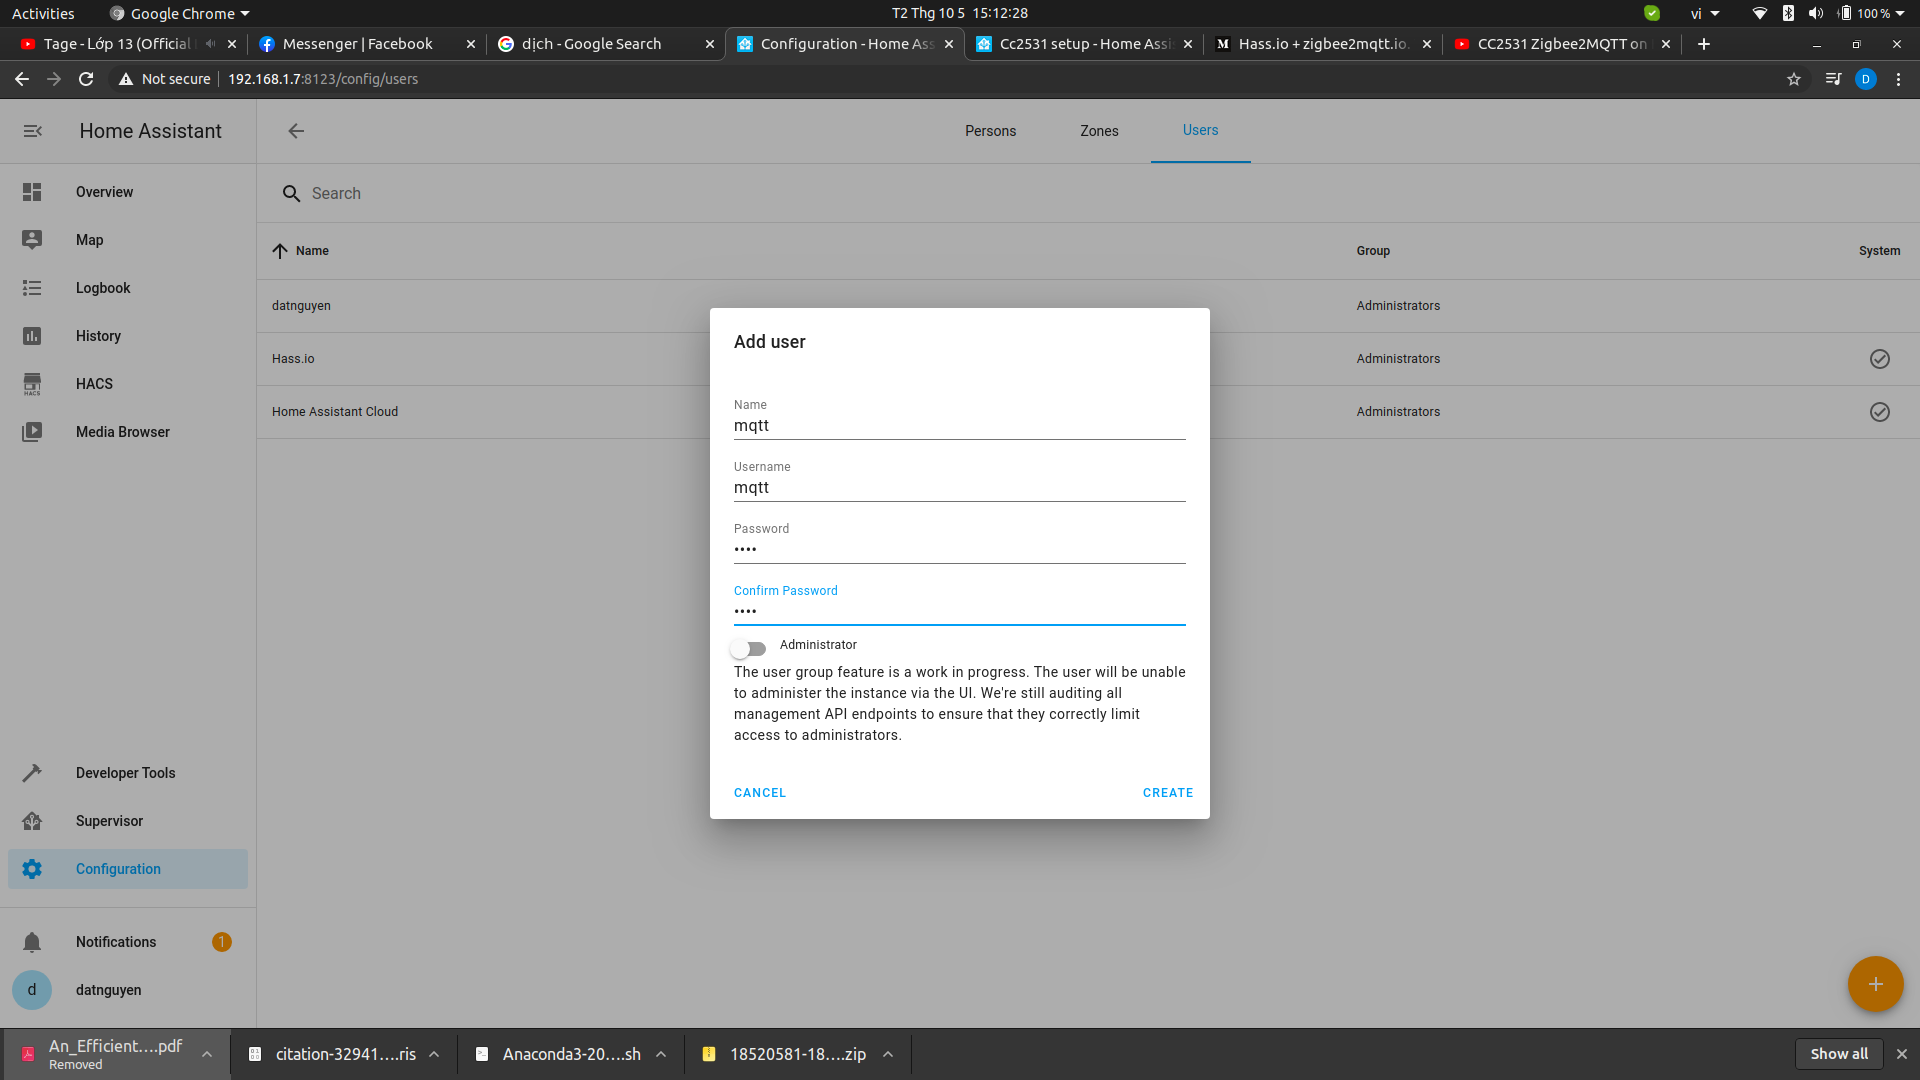 Activities
Google Chrome
T2 Thg 10 5 15:12:28
vi
100 %
Tage - Lớp 13 (Official
Messenger | Facebook
dịch - Google Search
Configuration - Home Ass
Cc2531 setup - Home Assi
Hass.io + zigbee2mqtt.io.
CC2531 Zigbee2MQTT on
Not secure
192.168.1.7:8123/config/users
D
Home Assistant
Persons
Zones
Users
Overview
Search
Map
Name
Group
System
Logbook
datnguyen
Administrators
History
Hass.io
Administrators
HACS
HACS
Home Assistant Cloud
Administrators
Media Browser
Add user
Name
mqtt
Username
mqtt
Password
••••
Confirm Password
••••
Administrator
The user group feature is a work in progress. The user will be unable
to administer the instance via the UI. We're still auditing all
management API endpoints to ensure that they correctly limit
access to administrators.
CANCEL
CREATE
Developer Tools
Supervisor
Configuration
Notifications
1
d
datnguyen
An_Efficient....pdf
Removed
citation-32941....ris
Anaconda3-20....sh
18520581-18....zip
Show all